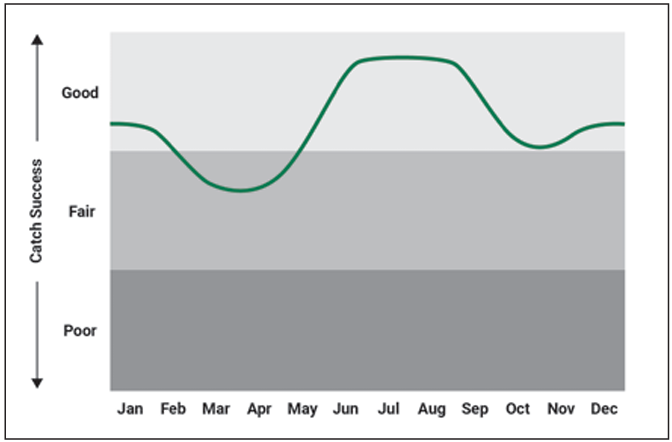 Good
Fair
Poor
Catch Success
Jan Feb Mar Apr May Jun Jul Aug Sep Oct Nov Dec